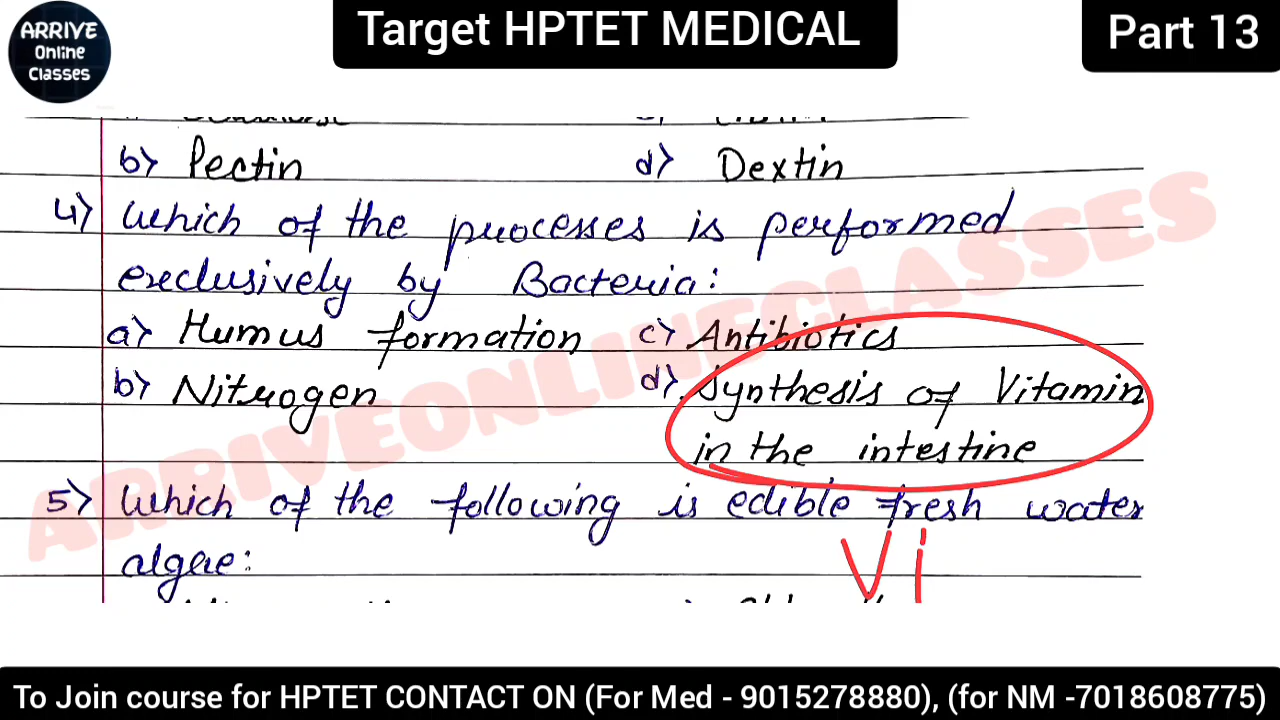 ARRIVE
Online
Classes
Target HPTET MEDICAL
Part 13
b) Pectin d) Dextin
4) Which of the processes is performed
exclusively by Bacteria:
a) Humus formation c) Antibiotics
b) Nitrogen d) Synthesis of Vitamin
in the intestine
5) Which of the following is edible fresh water
algae:
Vi
ARRIVEONLINECLASSES
To Join course for HPTET CONTACT ON (For Med - 9015278880), (for NM -7018608775)